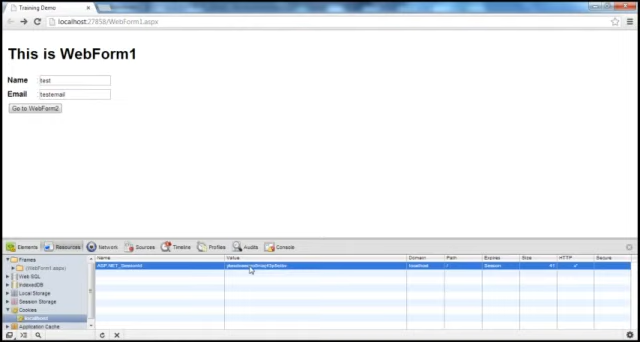 Training Demo
localhost:27858/WebForm1.aspx
This is WebForm1
Name test
Email testemail
Go to WebForm2
Elements Resources Network Sources Timeline Profiles Audits Console
Frames
(WebForm1.aspx)
Web SQL
IndexedDB
Local Storage
Session Storage
Cookies
localhost
Application Cache
Name Value Domain Path Expires Size HTTP Secure
ASP.NET_SessionId localhost / Session 41 ✓